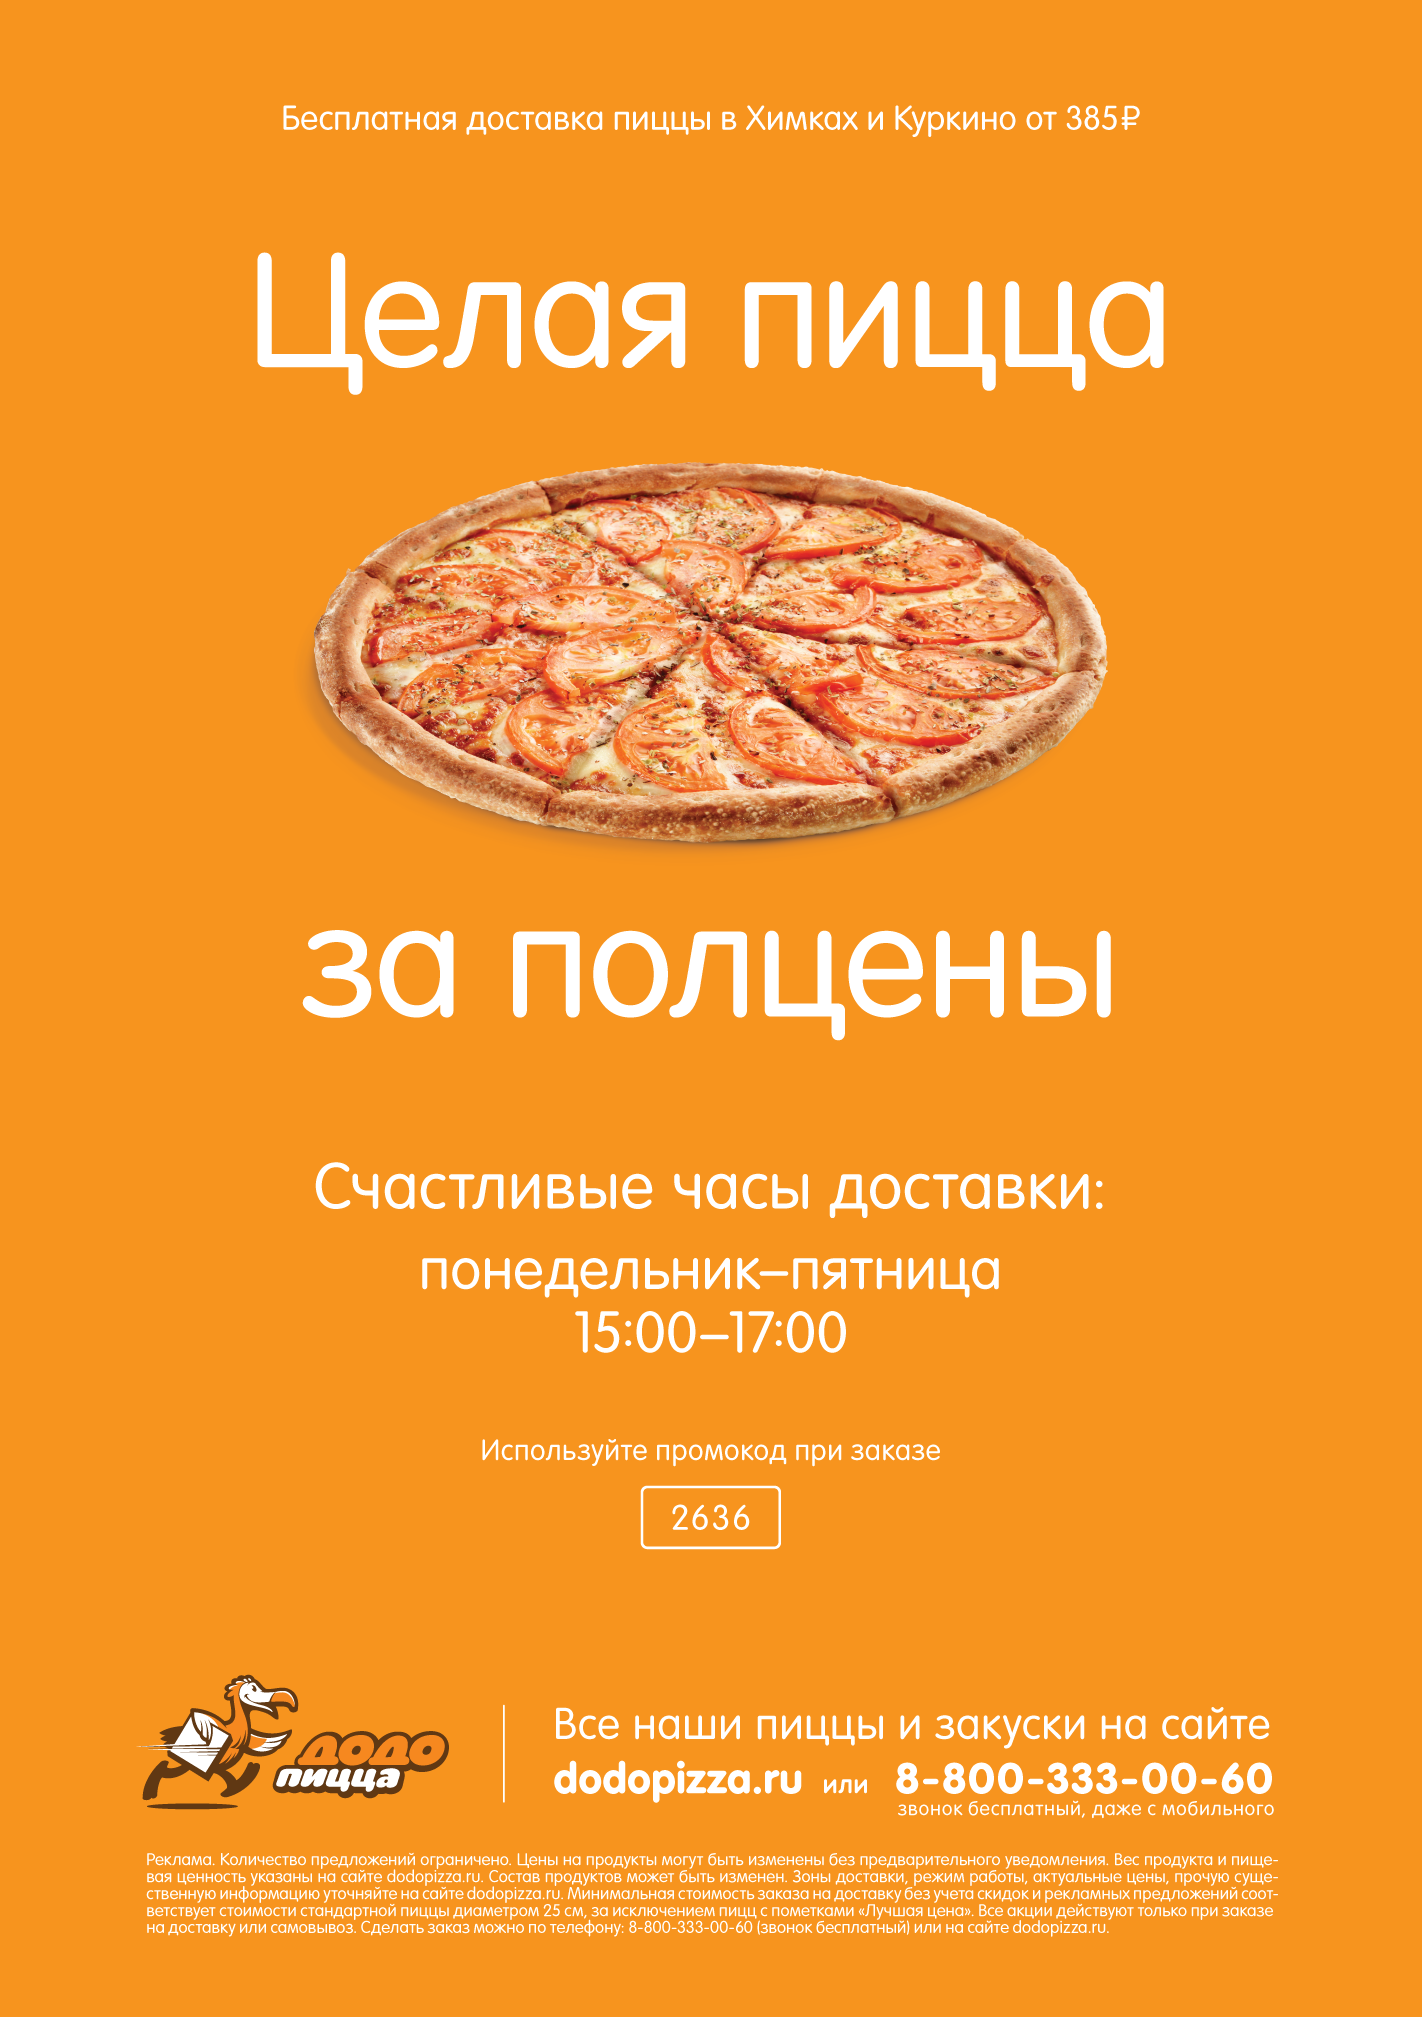 Бесплатная доставка пиццы в Химках и Куркино от 385₽
Целая пицца
за полцены
Счастливые часы доставки:
понедельник–пятница
15:00–17:00
Используйте промокод при заказе
2636
ДОДО
пицца
Все наши пиццы и закуски на сайте
dodopizza.ru или 8-800-333-00-60
звонок бесплатный, даже с мобильного
Реклама. Количество предложений ограничено. Цены на продукты могут быть изменены без предварительного уведомления. Вес продукта и пище-
вая ценность указаны на сайте dodopizza.ru. Состав продуктов может быть изменен. Зоны доставки, режим работы, актуальные цены, прочую суще-
ственную информацию уточняйте на сайте dodopizza.ru. Минимальная стоимость заказа на доставку без учета скидок и рекламных предложений соот-
ветствует стоимости стандартной пиццы диаметром 25 см, за исключением пицц с пометками «Лучшая цена». Все акции действуют только при заказе
на доставку или самовывоз. Сделать заказ можно по телефону: 8-800-333-00-60 (звонок бесплатный) или на сайте dodopizza.ru.